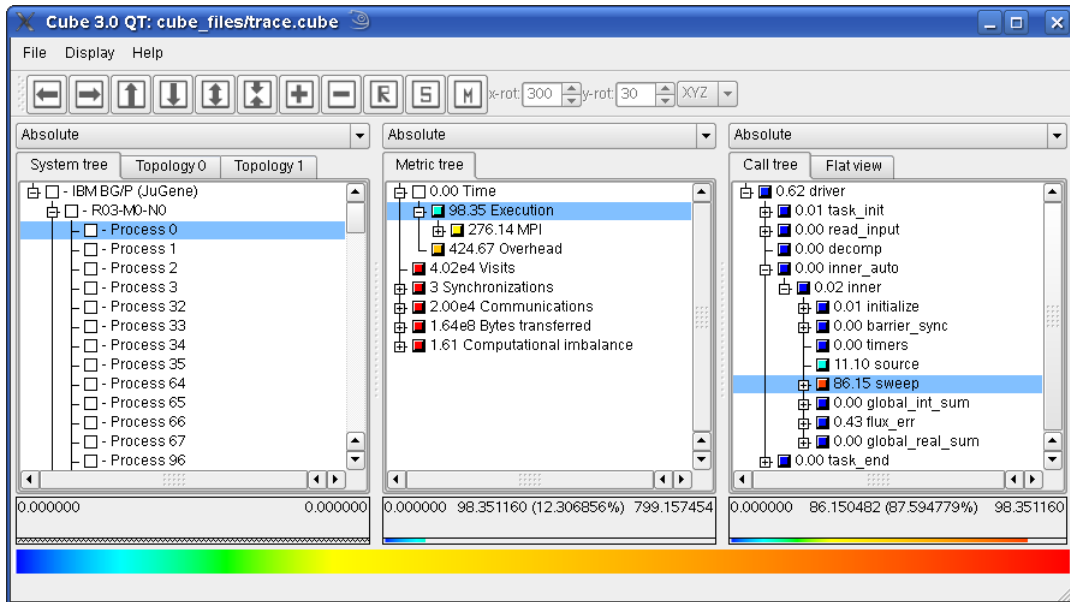 Cube 3.0 QT: cube_files/trace.cube
File Display Help
R S M x-rot: 300 y-rot: 30 XYZ
Absolute
System tree Topology 0 Topology 1
- IBM BG/P (JuGene)
- R03-M0-N0
- Process 0
- Process 1
- Process 2
- Process 3
- Process 32
- Process 33
- Process 34
- Process 35
- Process 64
- Process 65
- Process 66
- Process 67
- Process 96
0.000000 0.000000
Absolute
Metric tree
0.00 Time
98.35 Execution
276.14 MPI
424.67 Overhead
4.02e4 Visits
3 Synchronizations
2.00e4 Communications
1.64e8 Bytes transferred
1.61 Computational imbalance
0.000000 98.351160 (12.306856%) 799.157454
Absolute
Call tree Flat view
0.62 driver
0.01 task_init
0.00 read_input
0.00 decomp
0.00 inner_auto
0.02 inner
0.01 initialize
0.00 barrier_sync
0.00 timers
11.10 source
86.15 sweep
0.00 global_int_sum
0.43 flux_err
0.00 global_real_sum
0.00 task_end
0.000000 86.150482 (87.594779%) 98.351160